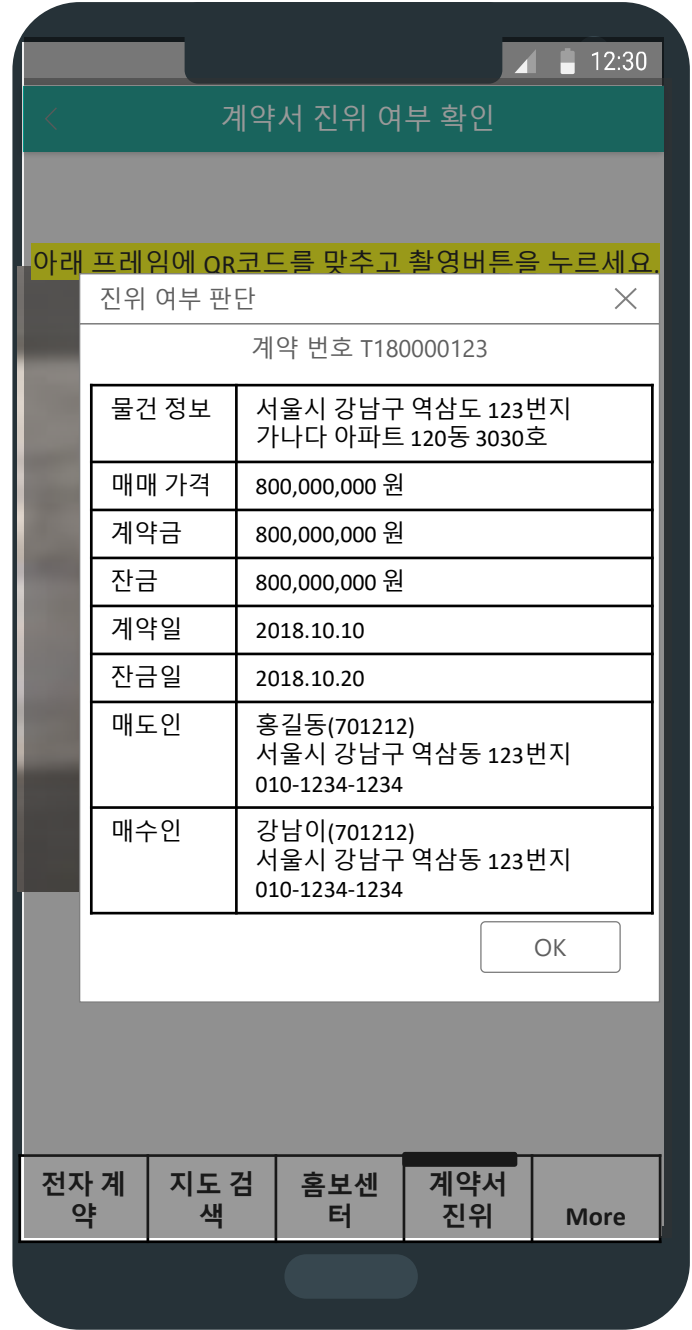 12:30
계약서 진위 여부 확인
아래 프레임에 QR코드를 맞추고 촬영버튼을 누르세요.
진위 여부 판단
계약 번호 T180000123
물건 정보
서울시 강남구 역삼도 123번지
가나다 아파트 120동 3030호
매매 가격
800,000,000 원
계약금
800,000,000 원
잔금
800,000,000 원
계약일
2018.10.10
잔금일
2018.10.20
매도인
홍길동(701212)
서울시 강남구 역삼동 123번지
010-1234-1234
매수인
강남이(701212)
서울시 강남구 역삼동 123번지
010-1234-1234
OK
전자 계
약
지도 검
색
홈보센
터
계약서
진위
More